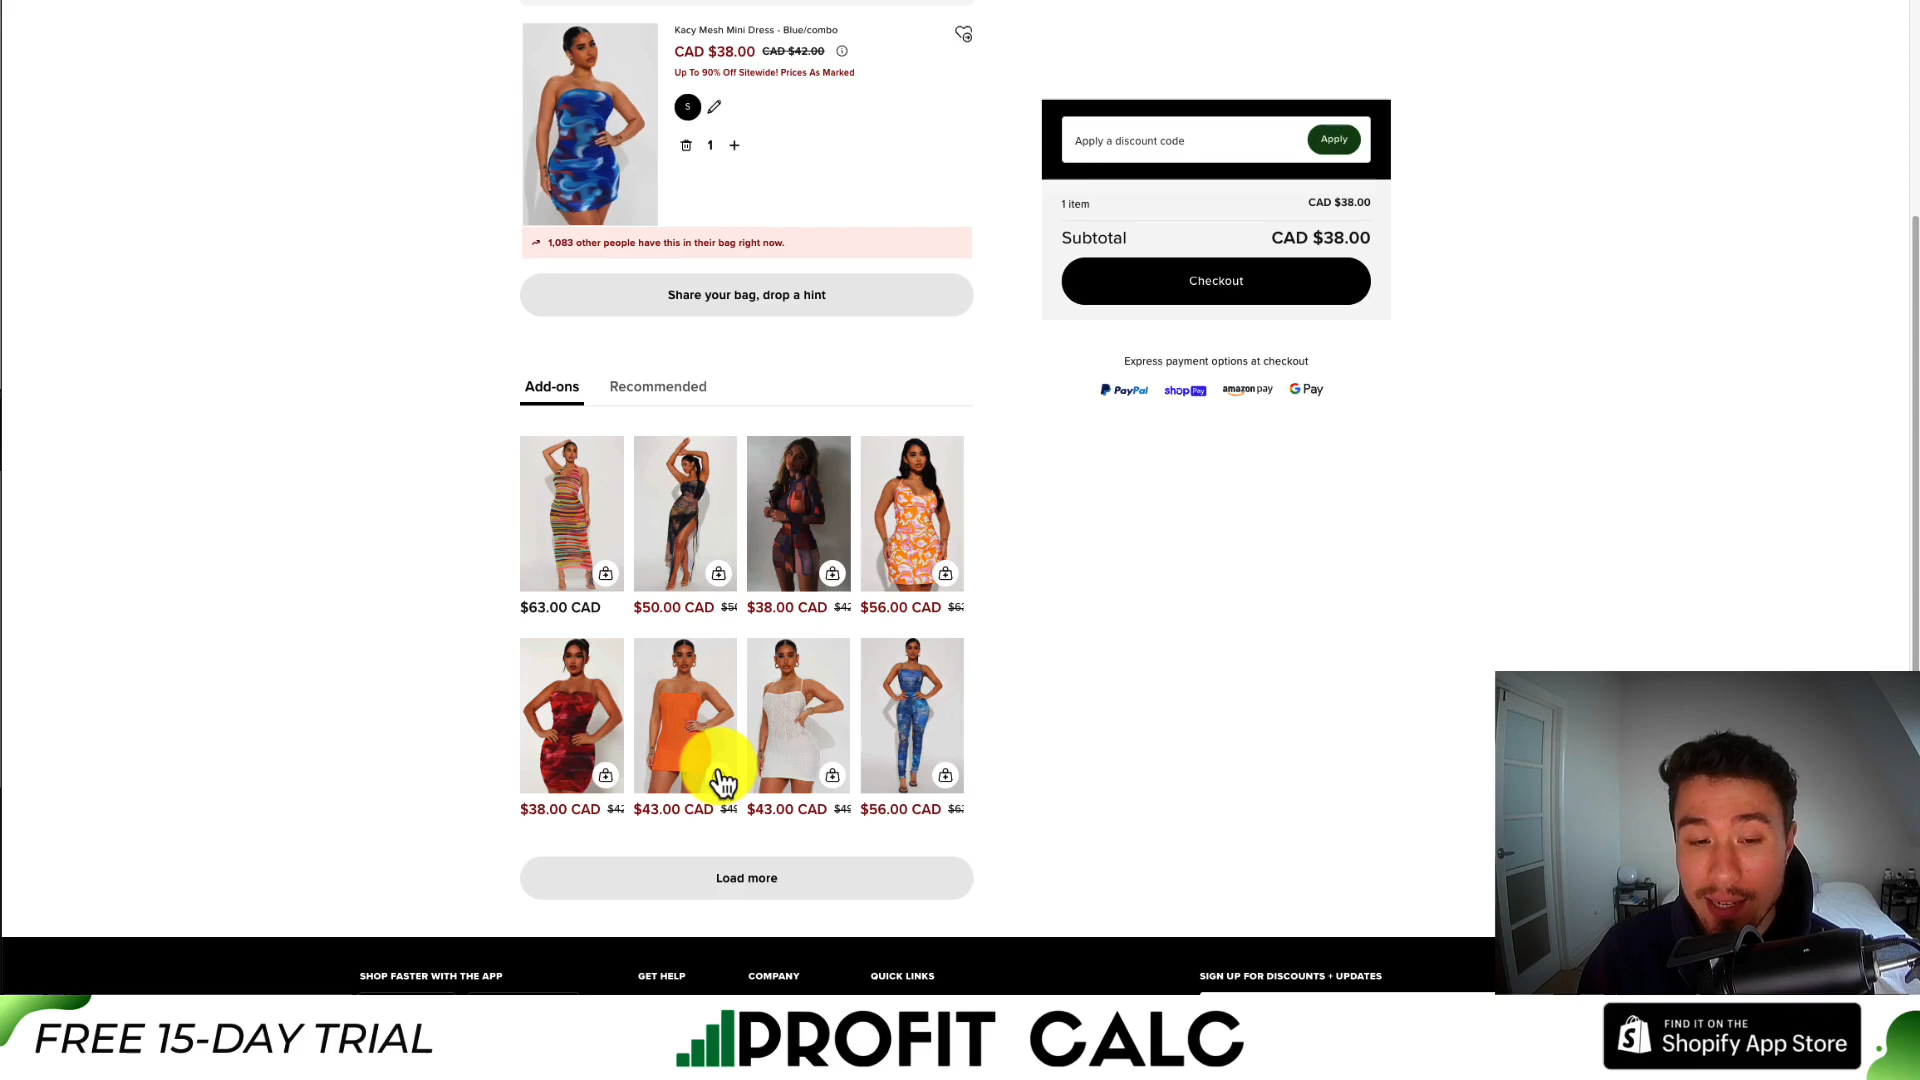 Kacy Mesh Mini Dress - Blue/combo
CAD $38.00 CAD $42.00
Up To 90% Off Sitewide! Prices As Marked
S
1
1,083 other people have this in their bag right now.
Share your bag, drop a hint
Apply a discount code Apply
1 item CAD $38.00
Subtotal CAD $38.00
Checkout
Express payment options at checkout
PayPal shop Pay amazon pay G Pay
Add-ons Recommended
$63.00 CAD $50.00 CAD $38.00 CAD $42 $56.00 CAD
$38.00 CAD $42 $43.00 CAD $49 $43.00 CAD $49 $56.00 CAD
Load more
SHOP FASTER WITH THE APP GET HELP COMPANY QUICK LINKS SIGN UP FOR DISCOUNTS + UPDATES
FREE 15-DAY TRIAL
PROFIT CALC
FIND IT ON THE
Shopify App Store